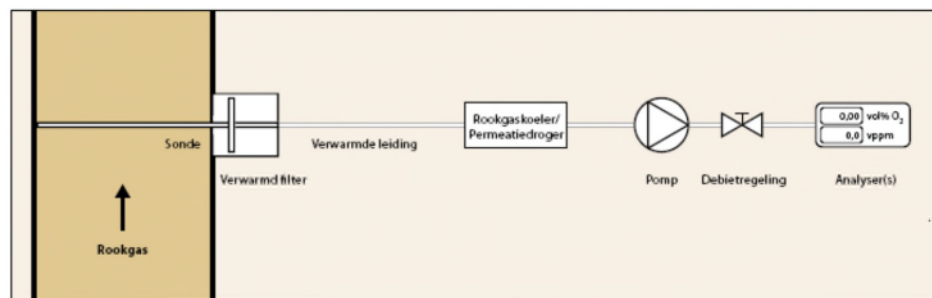 Rookgaskoeler/
Permeatiedroger
0,00 vol% O2
0,0 vppm
Sonde
Verwarmde leiding
Verwarmd filter
Pomp
Debietregeling
Analyser(s)
Rookgas